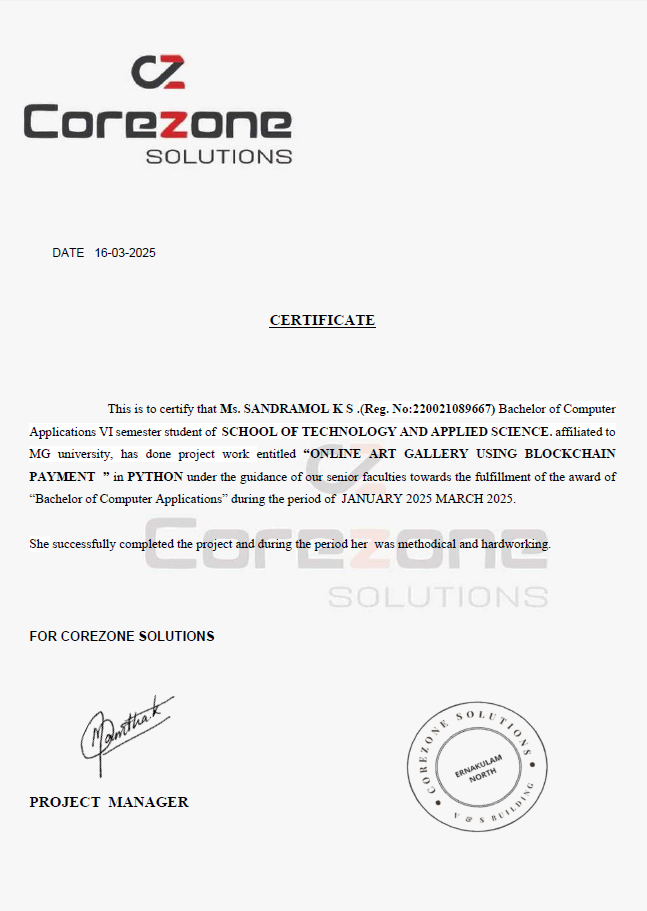 CZ
Corezone
SOLUTIONS
DATE 16-03-2025
CERTIFICATE
This is to certify that Ms. SANDRAMOL K S .(Reg. No:220021089667) Bachelor of Computer
Applications VI semester student of SCHOOL OF TECHNOLOGY AND APPLIED SCIENCE. affiliated to
MG university, has done project work entitled “ONLINE ART GALLERY USING BLOCKCHAIN
PAYMENT ” in PYTHON under the guidance of our senior faculties towards the fulfillment of the award of
“Bachelor of Computer Applications” during the period of JANUARY 2025 MARCH 2025.
She successfully completed the project and during the period her was methodical and hardworking.
CZ
Corezone
SOLUTIONS
FOR COREZONE SOLUTIONS
PROJECT MANAGER
COREZONE SOLUTIONS
ERNAKULAM
NORTH
V & S BUILDING